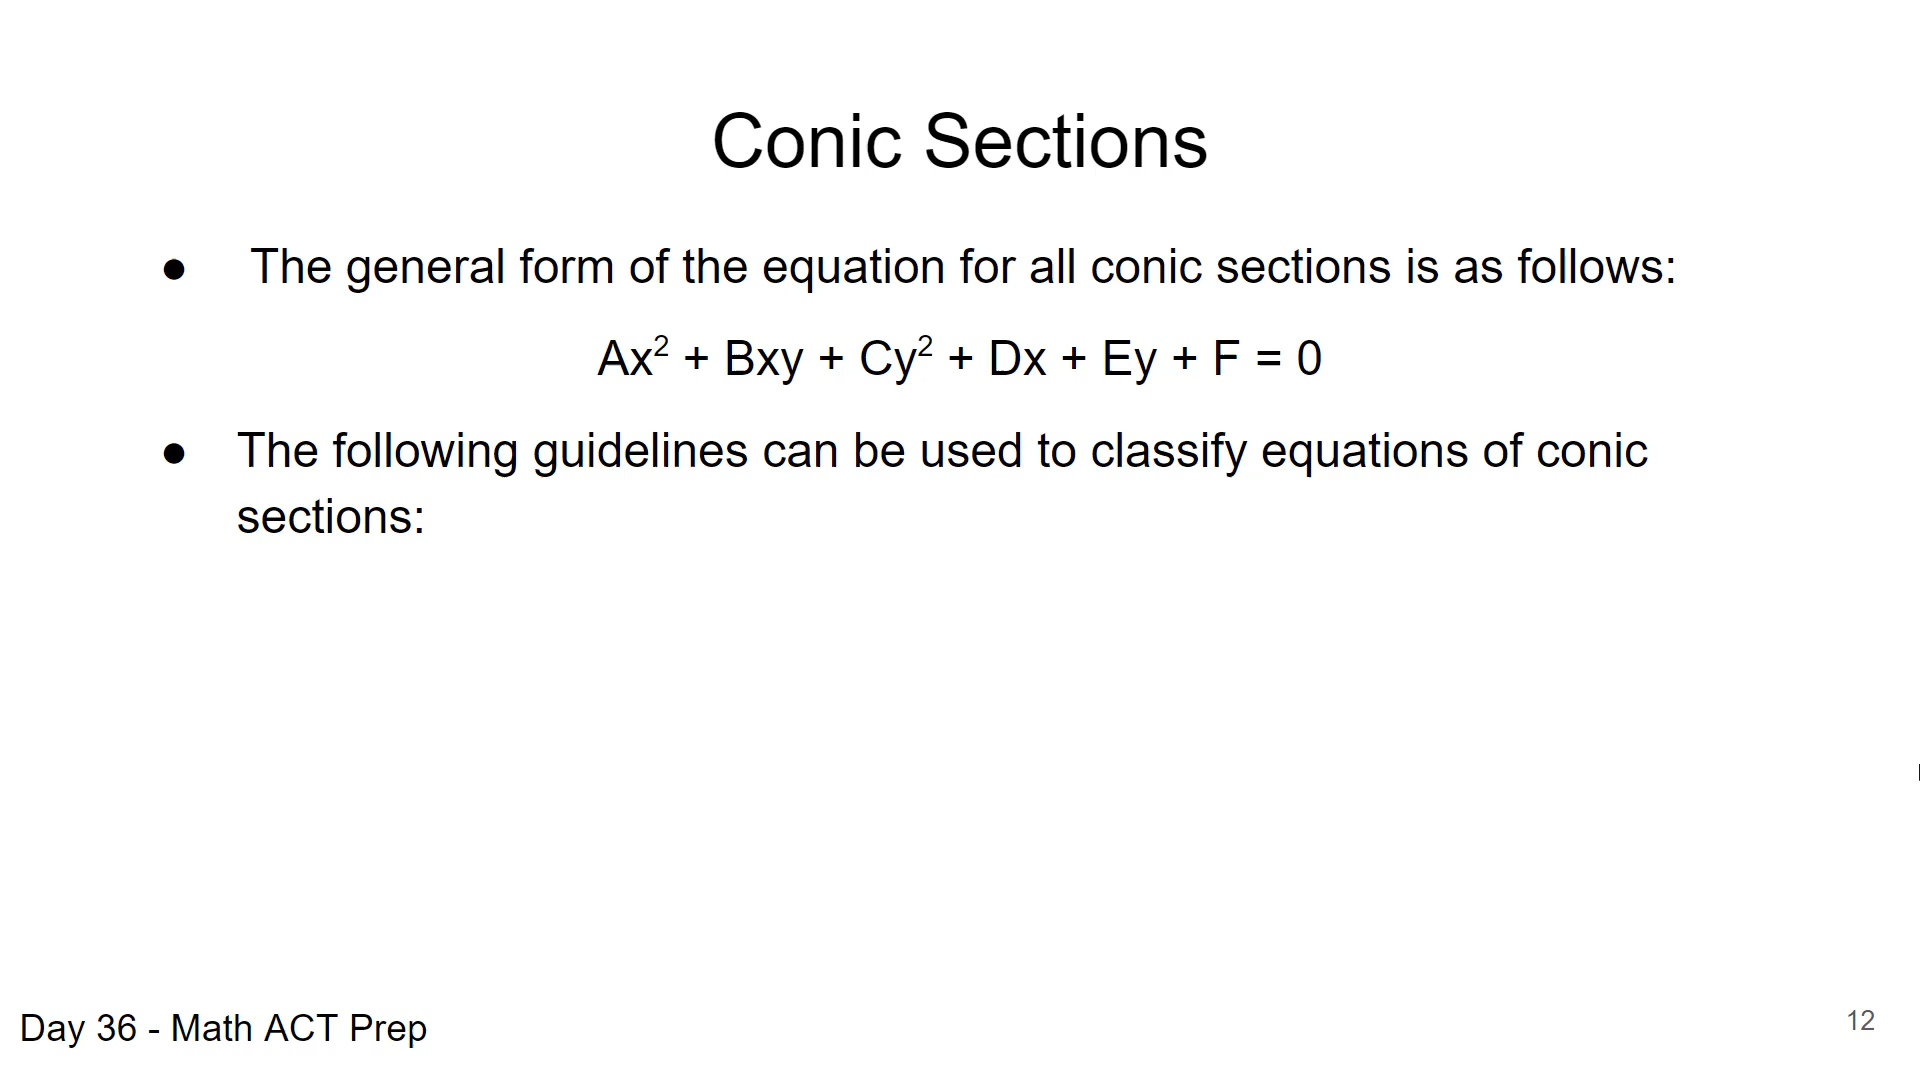 Conic Sections
● The general form of the equation for all conic sections is as follows:
Ax² + Bxy + Cy² + Dx + Ey + F = 0
● The following guidelines can be used to classify equations of conic
sections:
Day 36 - Math ACT Prep
12